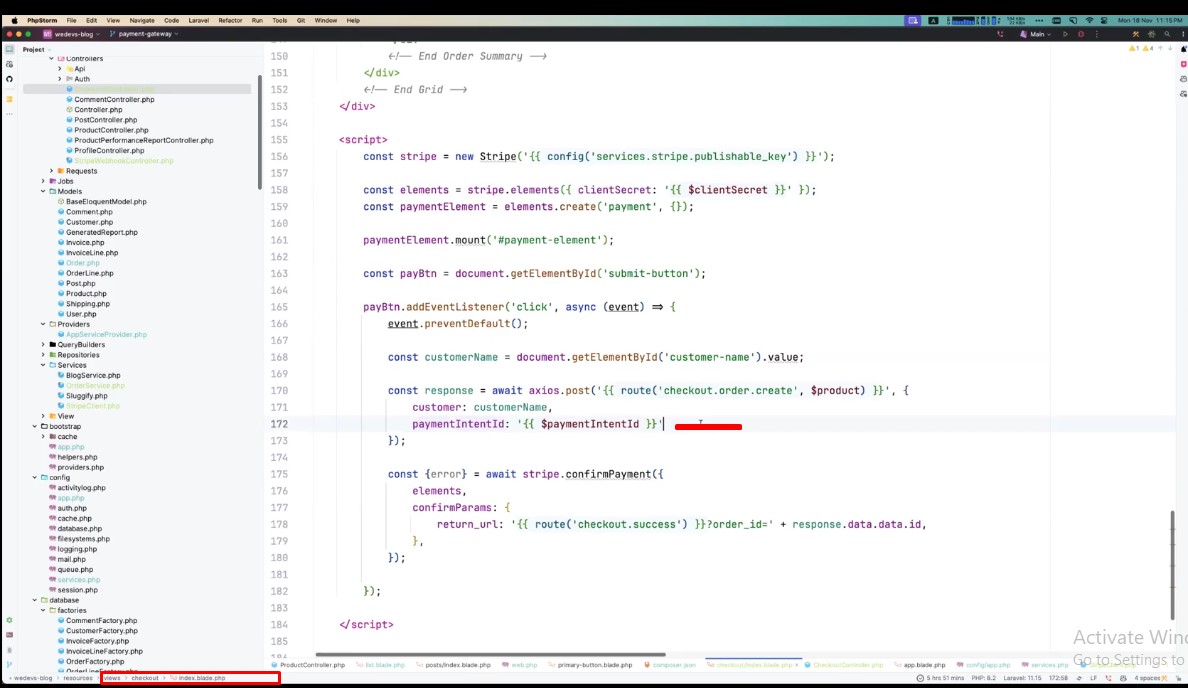 PhpStorm File Edit View Navigate Code Laravel Refactor Run Tools Git Window Help
Mon 18 Nov 11:15 PM
wedevs-blog payment-gateway
Main
Project
Controllers
Api
Auth
CommentController.php
Controller.php
PostController.php
ProductController.php
ProductPerformanceReportController.php
ProfileController.php
StripeWebhookController.php
Requests
Jobs
Models
BaseEloquentModel.php
Comment.php
Customer.php
GeneratedReport.php
Invoice.php
InvoiceLine.php
Order.php
OrderLine.php
Post.php
Product.php
Shipping.php
User.php
Providers
AppServiceProvider.php
QueryBuilders
Repositories
Services
BlogService.php
OrderService.php
Sluggify.php
StripeClient.php
View
bootstrap
cache
app.php
helpers.php
providers.php
config
activitylog.php
app.php
auth.php
cache.php
database.php
filesystems.php
logging.php
mail.php
queue.php
services.php
session.php
database
factories
CommentFactory.php
CustomerFactory.php
InvoiceFactory.php
InvoiceLineFactory.php
OrderFactory.php
OrderLineFactory.php
150 <!-- End Order Summary -->
151 </div>
152 <!-- End Grid -->
153 </div>
154
155 <script>
156 const stripe = new Stripe('{{ config('services.stripe.publishable_key') }}');
157
158 const elements = stripe.elements({ clientSecret: '{{ $clientSecret }}' });
159 const paymentElement = elements.create('payment', {});
160
161 paymentElement.mount('#payment-element');
162
163 const payBtn = document.getElementById('submit-button');
164
165 payBtn.addEventListener('click', async (event) => {
166 event.preventDefault();
167
168 const customerName = document.getElementById('customer-name').value;
169
170 const response = await axios.post('{{ route('checkout.order.create', $product) }}', {
171 customer: customerName,
172 paymentIntentId: '{{ $paymentIntentId }}'
173 });
174
175 const {error} = await stripe.confirmPayment({
176 elements,
177 confirmParams: {
178 return_url: '{{ route('checkout.success') }}?order_id=' + response.data.data.id,
179 },
180 });
181
182 });
183
184 </script>
185
Activate Win
Go to Settings to
ProductController.php list.blade.php posts/index.blade.php web.php primary-button.blade.php composer.json checkout/index.blade.php CheckoutController.php app.blade.php config/app.php services.php
wedevs-blog > resources > views > checkout > index.blade.php
5 hrs 51 mins PHP: 8.2 Laravel: 11.15 172:58 LF 4 spaces